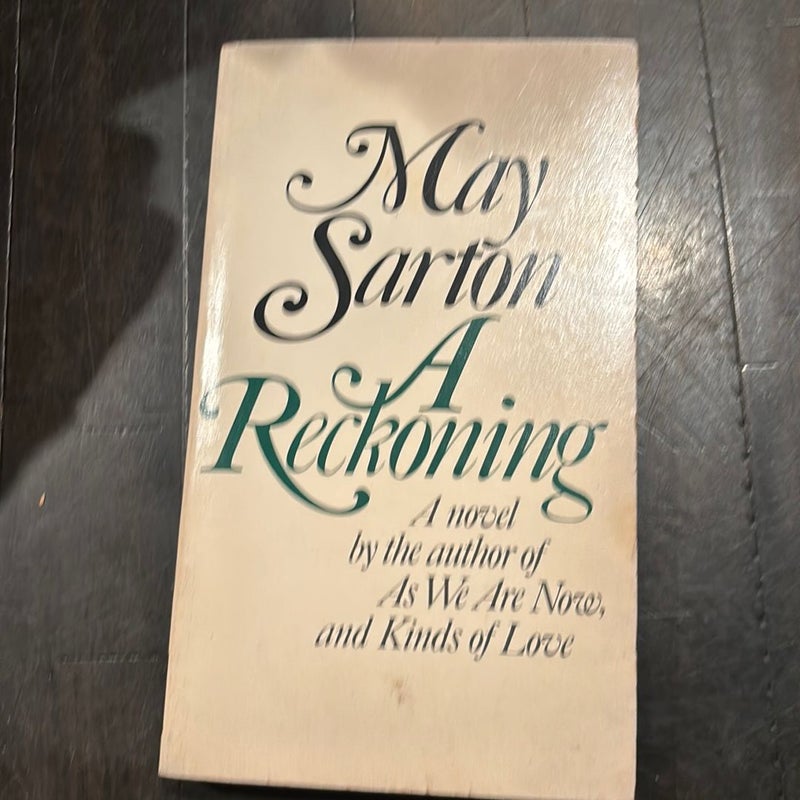 May
Sarton
A
Reckoning
A novel
by the author of
As We Are Now,
and Kinds of Love